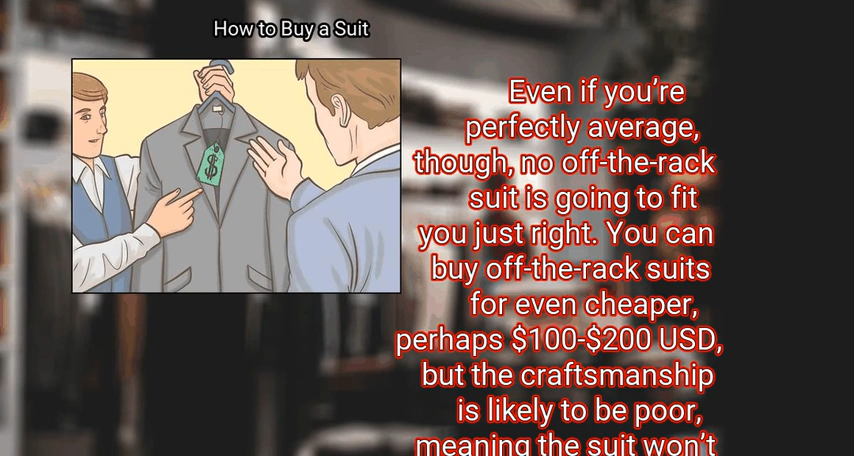 How to Buy a Suit
$
Even if you’re
perfectly average,
though, no off-the-rack
suit is going to fit
you just right. You can
buy off-the-rack suits
for even cheaper,
perhaps $100-$200 USD,
but the craftsmanship
is likely to be poor,
meaning the suit won’t